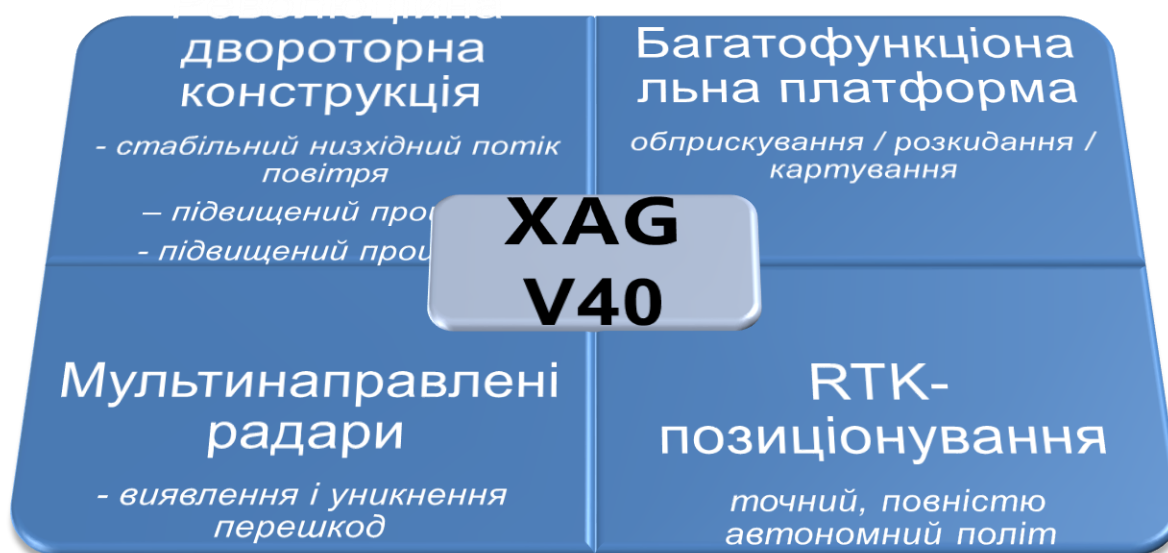 двороторна
конструкція
- стабільний низхідний потік
повітря
– підвищений
- підвищений
Багатофункціона
льна платформа
обприскування / розкидання /
картування
XAG
V40
Мультинаправлені
радари
- виявлення і уникнення
перешкод
RTK-
позиціонування
точний, повністю
автономний політ